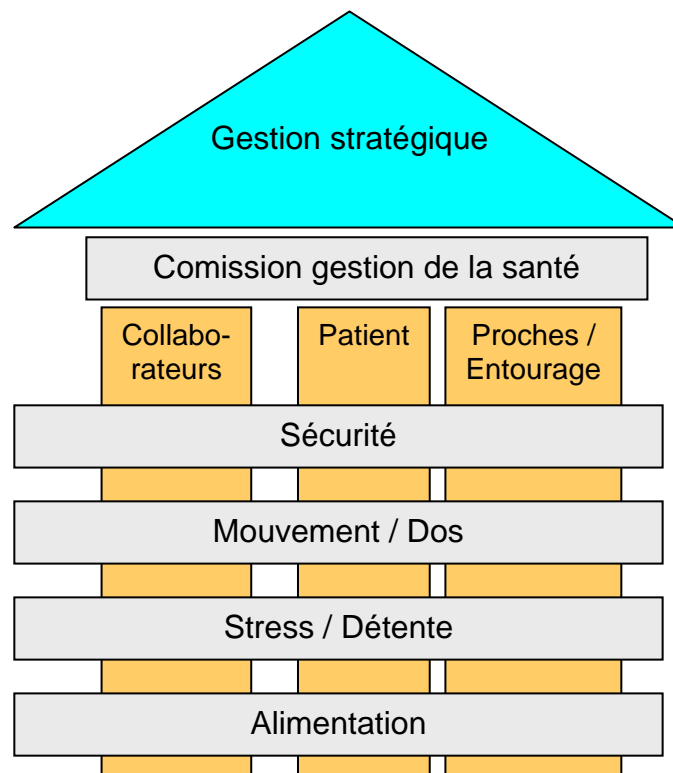 Gestion stratégique
Comission gestion de la santé
Collabo-
rateurs
Patient
Proches /
Entourage
Sécurité
Mouvement / Dos
Stress / Détente
Alimentation